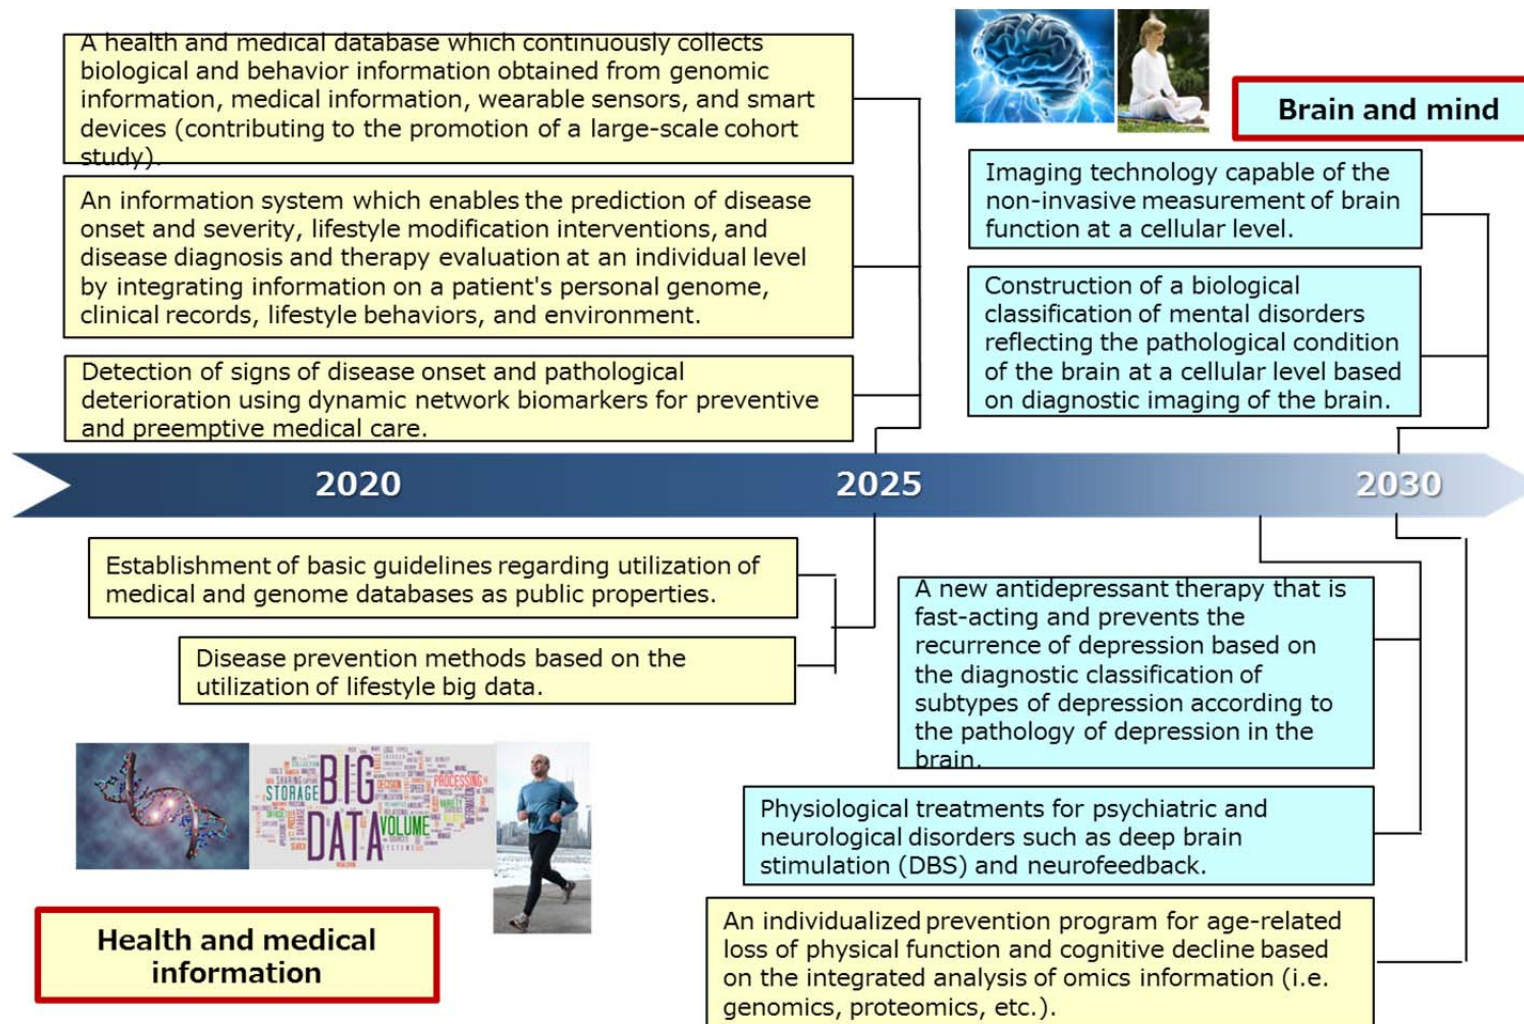 A health and medical database which continuously collects
biological and behavior information obtained from genomic
information, medical information, wearable sensors, and smart
devices (contributing to the promotion of a large-scale cohort
study).
An information system which enables the prediction of disease
onset and severity, lifestyle modification interventions, and
disease diagnosis and therapy evaluation at an individual level
by integrating information on a patient's personal genome,
clinical records, lifestyle behaviors, and environment.
Detection of signs of disease onset and pathological
deterioration using dynamic network biomarkers for preventive
and preemptive medical care.
Brain and mind
Imaging technology capable of the
non-invasive measurement of brain
function at a cellular level.
Construction of a biological
classification of mental disorders
reflecting the pathological condition
of the brain at a cellular level based
on diagnostic imaging of the brain.
2020
2025
2030
Establishment of basic guidelines regarding utilization of
medical and genome databases as public properties.
Disease prevention methods based on the
utilization of lifestyle big data.
A new antidepressant therapy that is
fast-acting and prevents the
recurrence of depression based on
the diagnostic classification of
subtypes of depression according to
the pathology of depression in the
brain.
Physiological treatments for psychiatric and
neurological disorders such as deep brain
stimulation (DBS) and neurofeedback.
An individualized prevention program for age-related
loss of physical function and cognitive decline based
on the integrated analysis of omics information (i.e.
genomics, proteomics, etc.).
BIG
DATA
STORAGE
VOLUME
PROCESSING
SHARING
DECISION
VARIETY
Health and medical
information